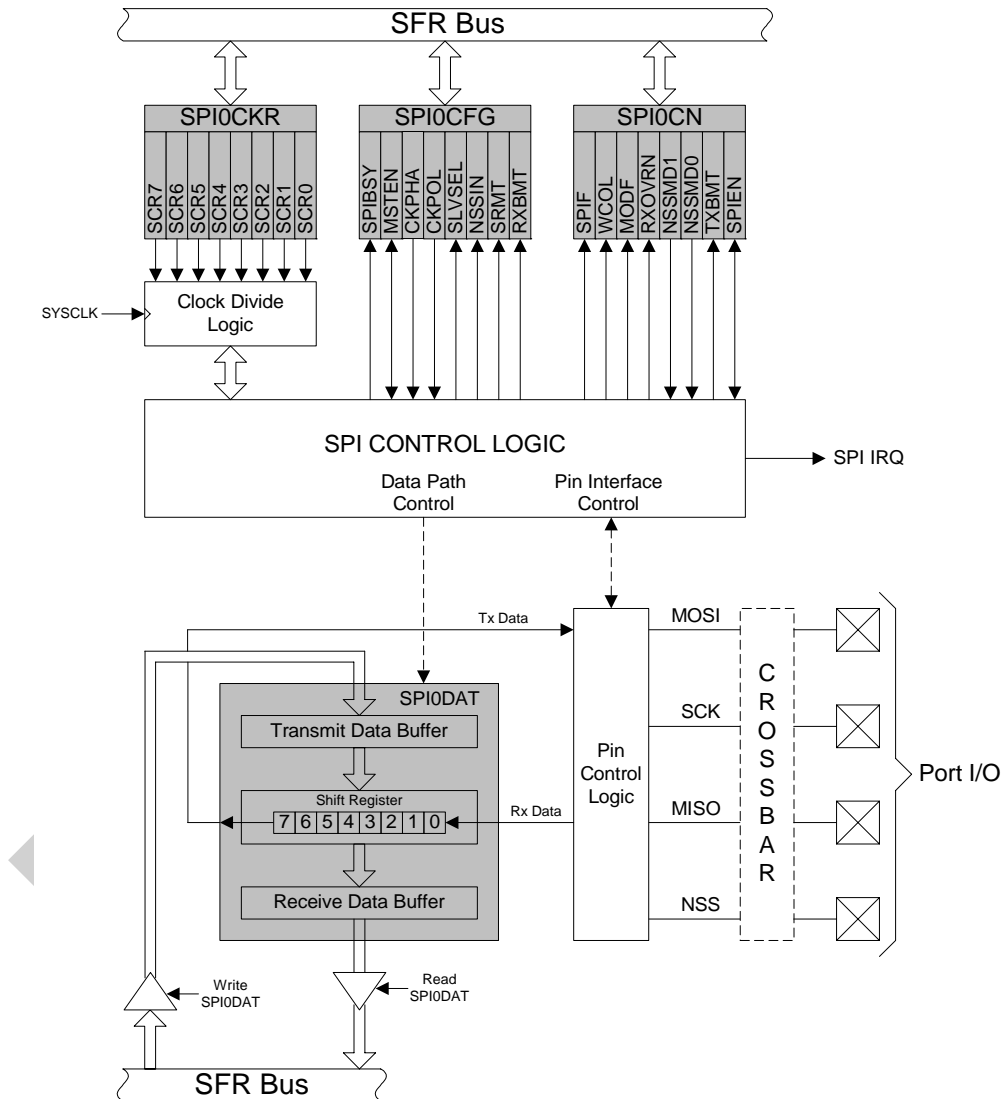 SFR Bus
SPI0CKR
SCR7
SCR6
SCR5
SCR4
SCR3
SCR2
SCR1
SCR0
SPI0CFG
SPIBSY
MSTEN
CKPHA
CKPOL
SLVSEL
NSSIN
SRMT
RXBMT
SPI0CN
SPIF
WCOL
MODF
RXOVRN
NSSMD1
NSSMD0
TXBMT
SPIEN
SYSCLK
Clock Divide
Logic
SPI CONTROL LOGIC
Data Path
Control
Pin Interface
Control
SPI IRQ
Tx Data
SPI0DAT
Transmit Data Buffer
Shift Register
7 6 5 4 3 2 1 0
Rx Data
Receive Data Buffer
Pin
Control
Logic
MOSI
SCK
MISO
NSS
CROSSBAR
Port I/O
Write
SPI0DAT
Read
SPI0DAT
SFR Bus